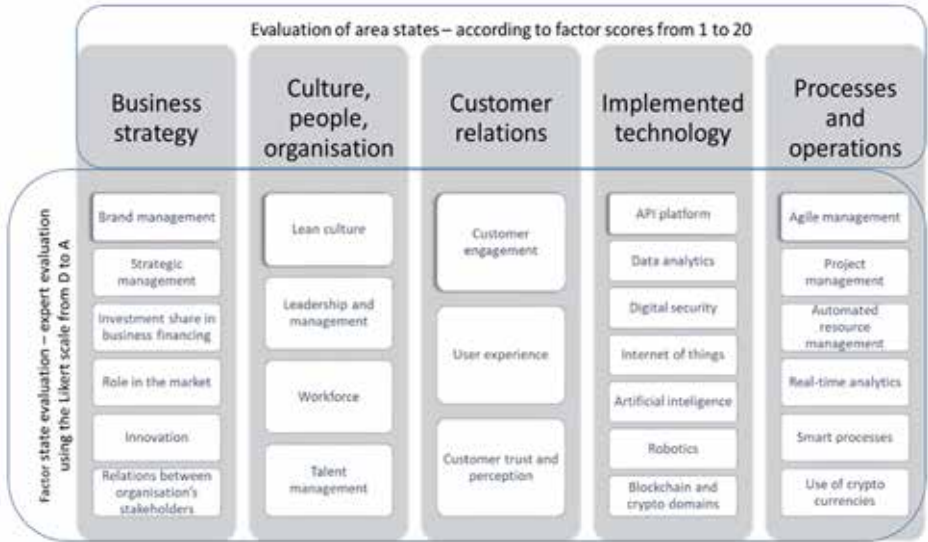 Evaluation of area states – according to factor scores from 1 to 20
Business
strategy
Culture,
people,
organisation
Customer
relations
Implemented
technology
Processes
and
operations
Factor state evaluation – expert evaluation
using the Likert scale from D to A
Brand management
Strategic
management
Investment share in
business financing
Role in the market
Innovation
Relations between
organisation's
stakeholders
Lean culture
Leadership and
management
Workforce
Talent
management
Customer
engagement
User experience
Customer trust and
perception
API platform
Data analytics
Digital security
Internet of things
Artificial inteligence
Robotics
Blockchain and
crypto domains
Agile management
Project
management
Automated
resource
management
Real-time analytics
Smart processes
Use of crypto
currencies